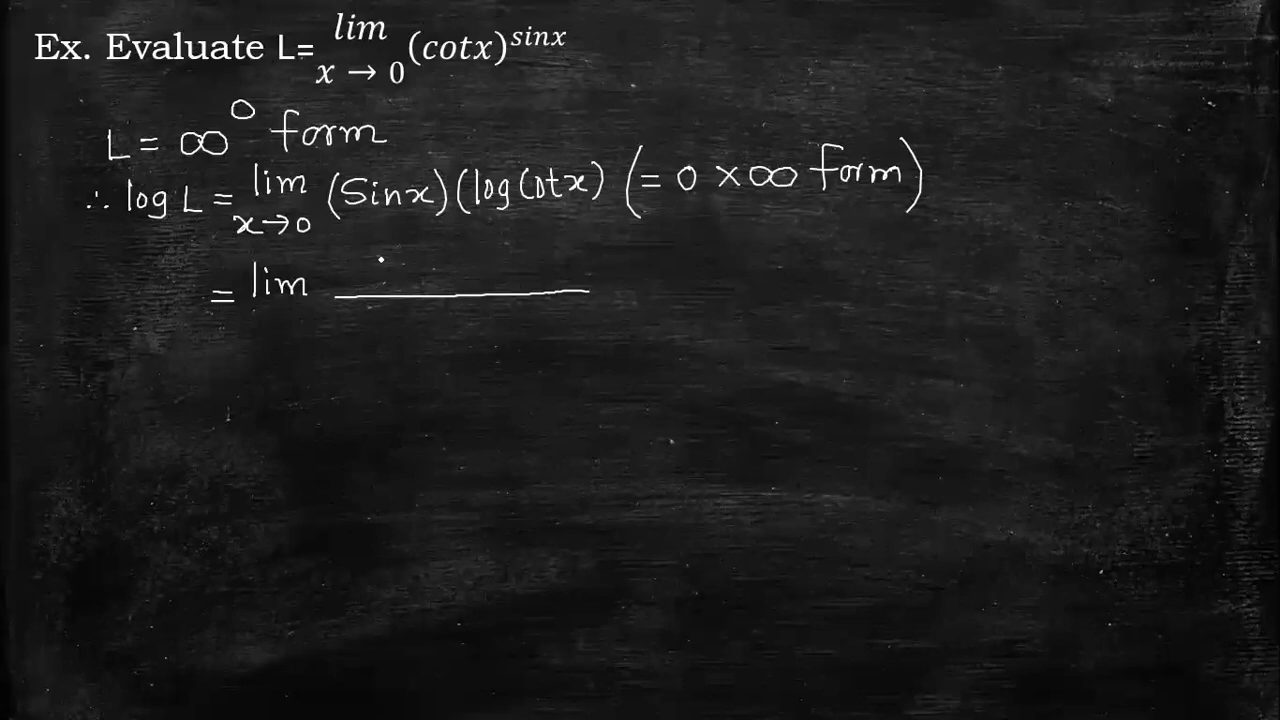 Ex. Evaluate L= lim x → 0 (cotx)^sinx
L = ∞^0 form
∴ log L = lim x→0 (Sinx)(log Cotx) (= 0 × ∞ form)
= lim